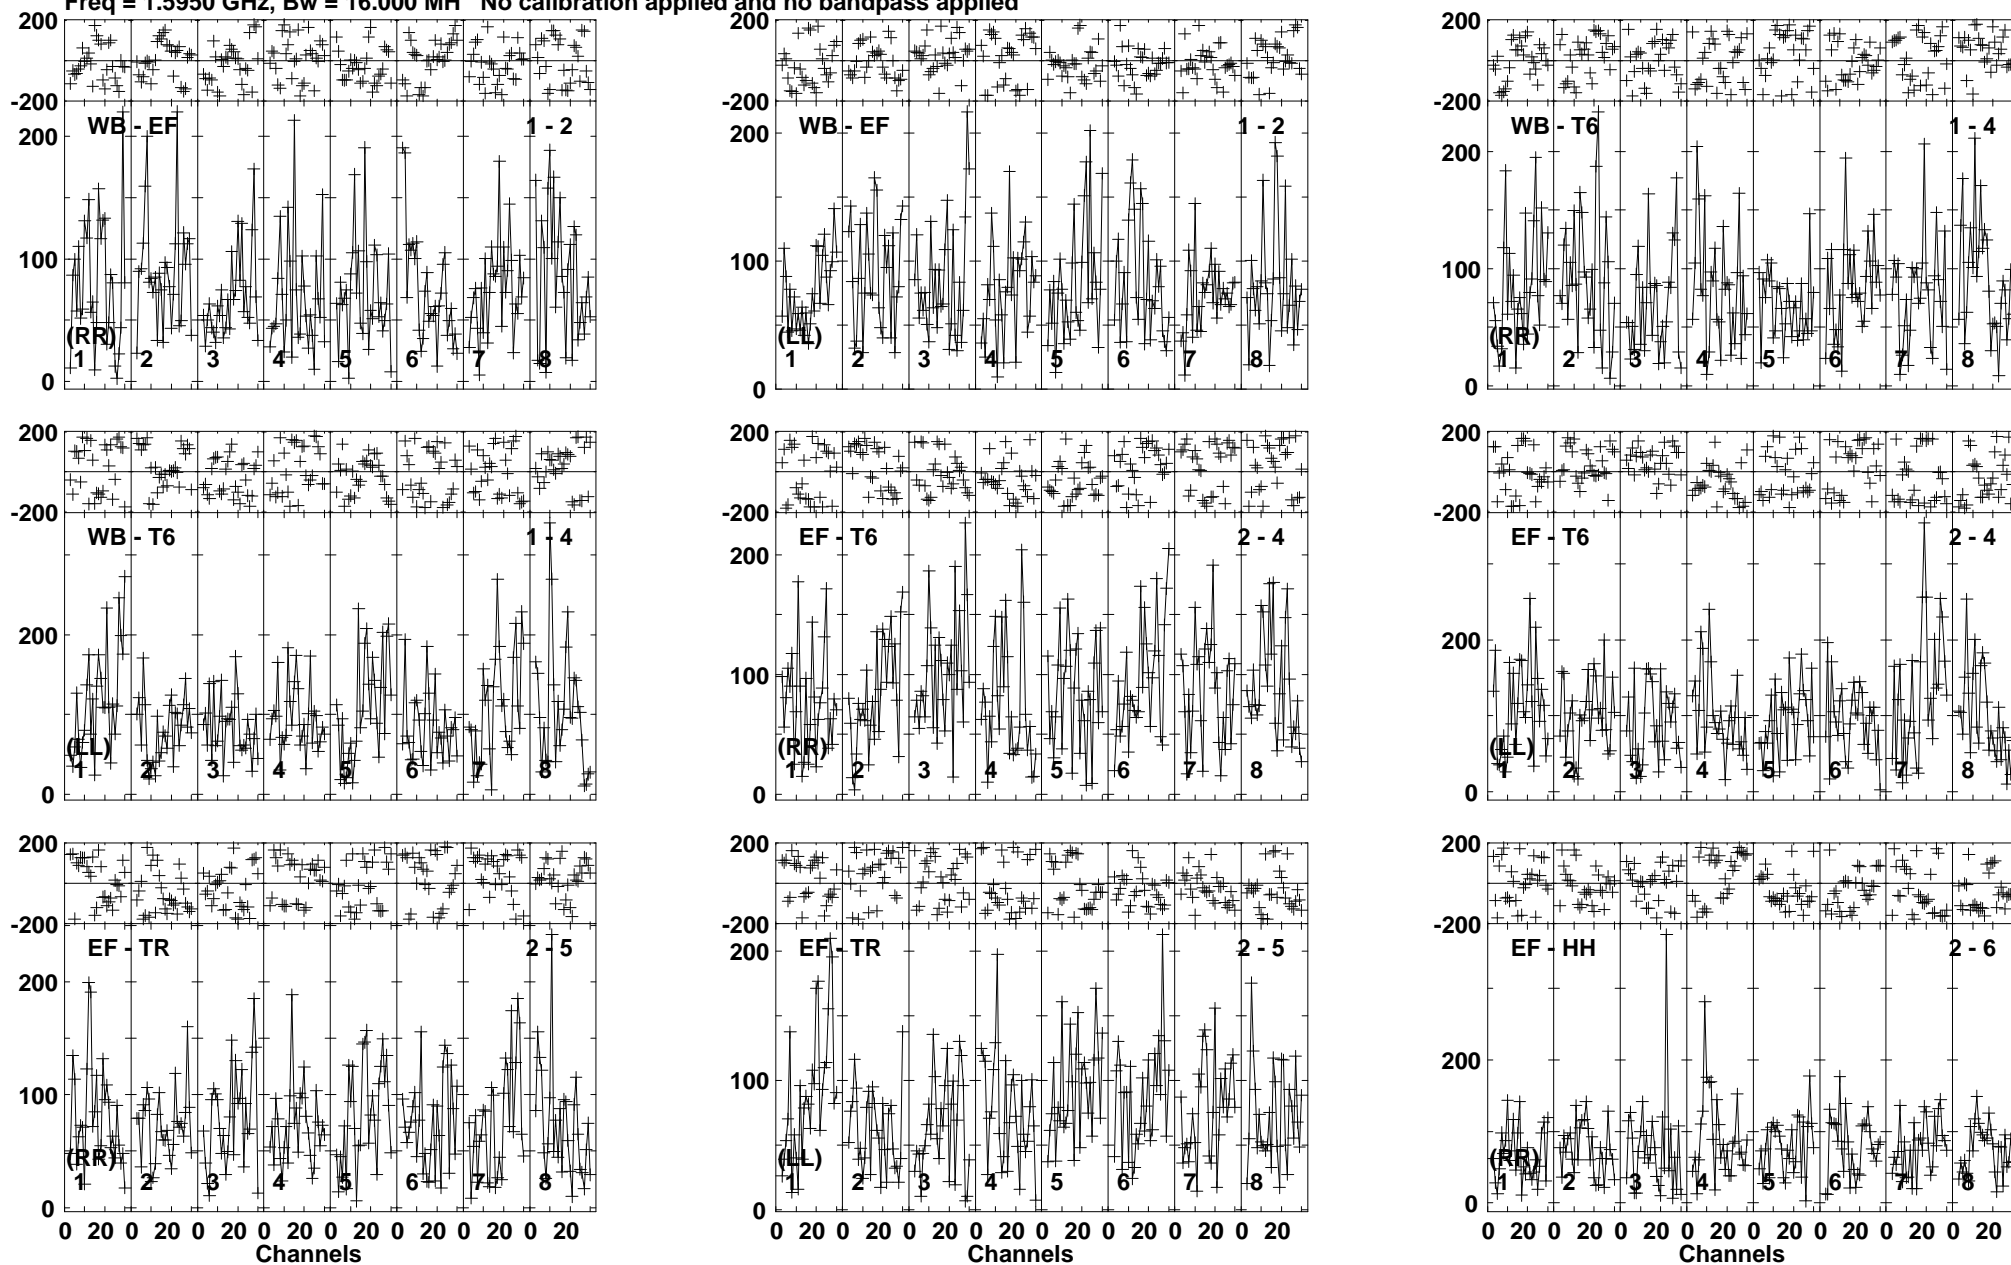 Freq = 1.5950 GHz, Bw = 16.000 MH No calibration applied and no bandpass applied
200 200 200
-200 -200 -200
WB - EF 1 - 2 WB - EF 1 - 2 WB - T6 1 - 4
200 200 200
100 100 100
(RR) (LL) (RR)
1 2 3 4 5 6 7 8 1 2 3 4 5 6 7 8 1 2 3 4 5 6 7 8
0 0 0
200 200 200
-200 -200 -200
WB - T6 1 - 4 EF - T6 2 - 4 EF - T6 2 - 4
200 200 200
100
(LL) (RR) (LL)
1 2 3 4 5 6 7 8 1 2 3 4 5 6 7 8 1 2 3 4 5 6 7 8
0 0 0
200 200 200
-200 -200 -200
EF - TR 2 - 5 EF - TR 2 - 5 EF - HH 2 - 6
200 200 200
100 100
(RR) (LL) (RR)
1 2 3 4 5 6 7 8 1 2 3 4 5 6 7 8 1 2 3 4 5 6 7 8
0 0 0
0 20 0 20 0 20 0 20 0 20 0 20 0 20 0 20 0 20 0 20 0 20 0 20 0 20 0 20 0 20 0 20 0 20 0 20 0 20 0 20 0 20 0 20 0 20 0 20
Channels Channels Channels